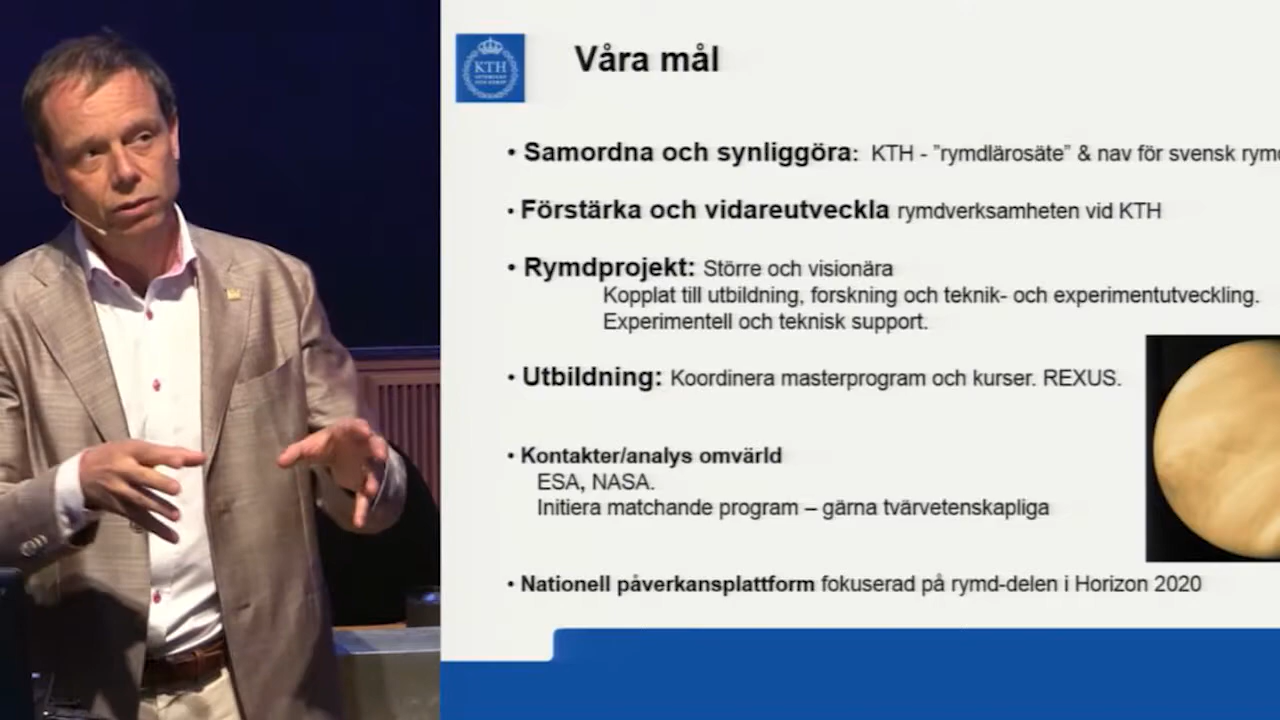 KTH
Våra mål
• Samordna och synliggöra: KTH - "rymdlärosäte" & nav för svensk rymd
• Förstärka och vidareutveckla rymdverksamheten vid KTH
• Rymdprojekt: Större och visionära
Kopplat till utbildning, forskning och teknik- och experimentutveckling.
Experimentell och teknisk support.
• Utbildning: Koordinera masterprogram och kurser. REXUS.
• Kontakter/analys omvärld
ESA, NASA.
Initiera matchande program – gärna tvärvetenskapliga
• Nationell påverkansplattform fokuserad på rymd-delen i Horizon 2020